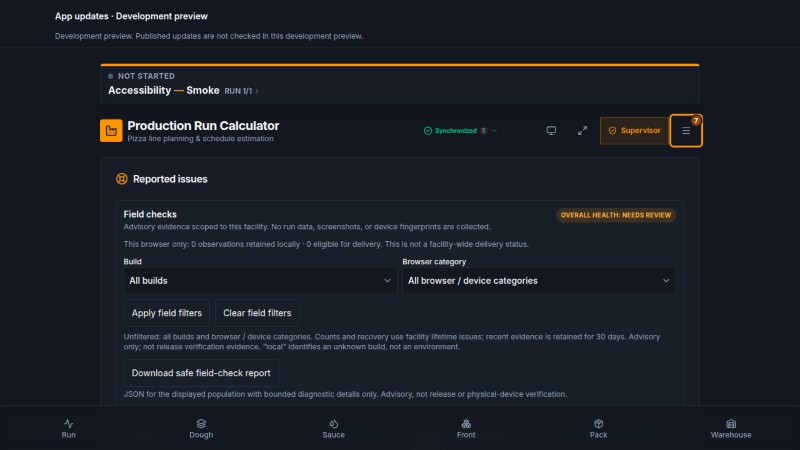 App updates · Development preview
Development preview. Published updates are not checked in this development preview.
NOT STARTED
Accessibility — Smoke RUN 1/1 ›
Production Run Calculator
Pizza line planning & schedule estimation
Synchronized 2
Supervisor
7
Reported issues
Field checks
OVERALL HEALTH: NEEDS REVIEW
Advisory evidence scoped to this facility. No run data, screenshots, or device fingerprints are collected.
This browser only: 0 observations retained locally · 0 eligible for delivery. This is not a facility-wide delivery status.
Build
Browser category
All builds
All browser / device categories
Apply field filters
Clear field filters
Unfiltered: all builds and browser / device categories. Counts and recovery use facility lifetime issues; recent evidence is retained for 30 days. Advisory
only; not release verification evidence. "local" identifies an unknown build, not an environment.
Download safe field-check report
JSON for the displayed population with bounded diagnostic details only. Advisory, not release or physical-device verification.
Run
Dough
Sauce
Front
Pack
Warehouse